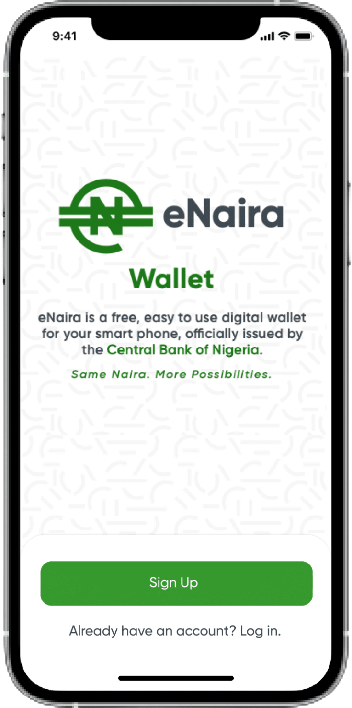 9:41
eNaira
Wallet
eNaira is a free, easy to use digital wallet
for your smart phone, officially issued by
the Central Bank of Nigeria.
Same Naira. More Possibilities.
Sign Up
Already have an account? Log in.